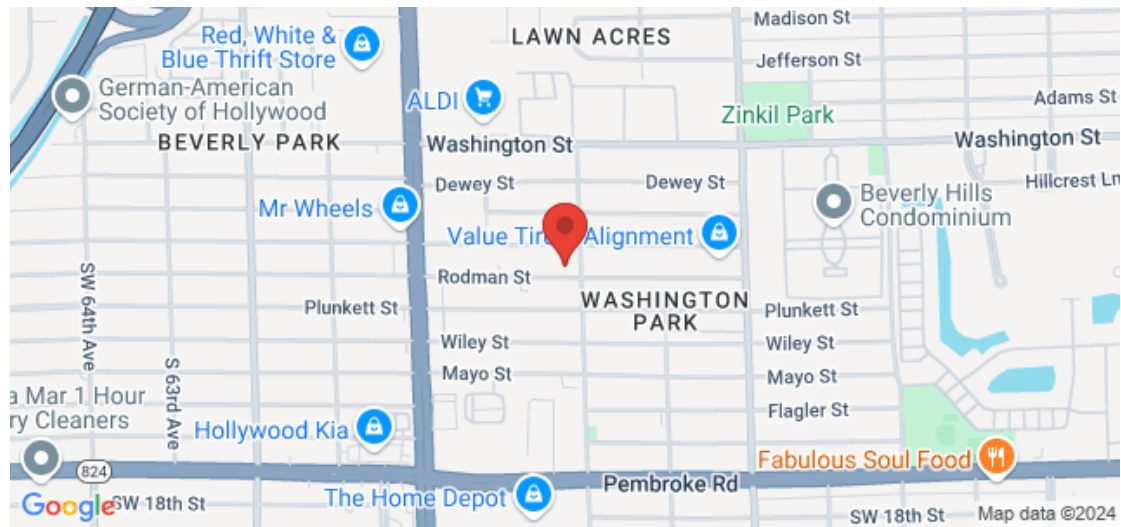 Madison St
Red, White &
Blue Thrift Store
LAWN ACRES
Jefferson St
German-American
Society of Hollywood
ALDI
Adams St
Zinkil Park
BEVERLY PARK
Washington St
Washington St
Dewey St
Dewey St
Hillcrest Ln
Beverly Hills
Condominium
Mr Wheels
Value Tir Alignment
Rodman St
SW 64th Ave
WASHINGTON
PARK
Plunkett St
Plunkett St
Wiley St
Wiley St
S 63rd Ave
Mayo St
Mayo St
a Mar 1 Hour
ry Cleaners
Flagler St
Hollywood Kia
824
Fabulous Soul Food
Pembroke Rd
The Home Depot
Google
SW 18th St
SW 18th St
Map data ©2024